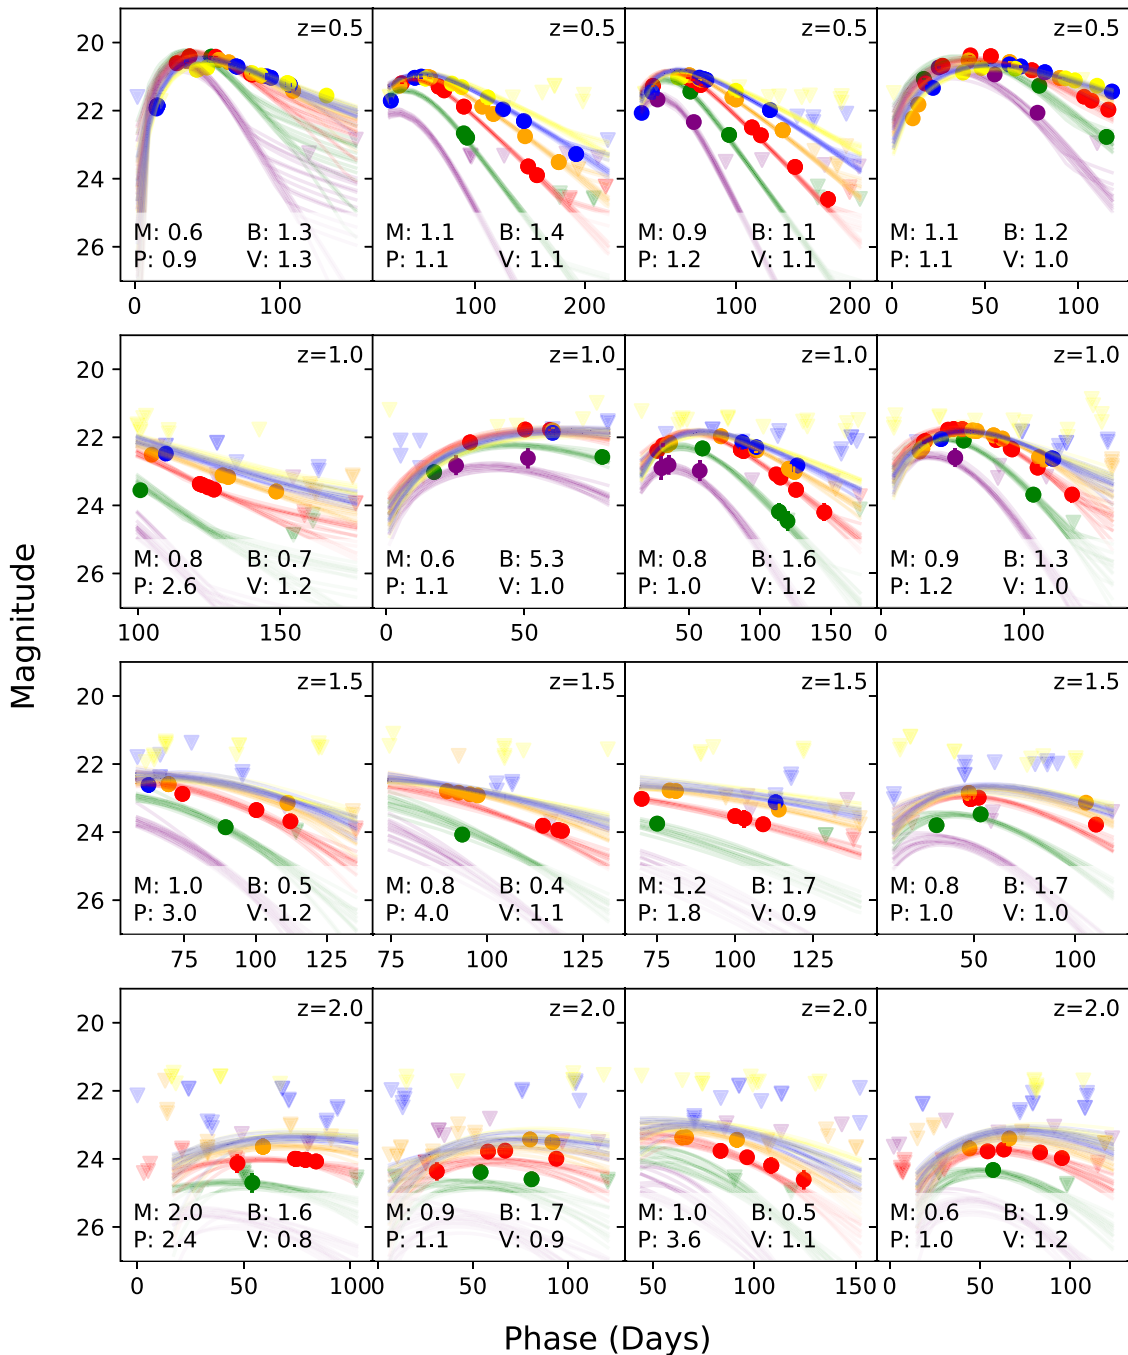 z=0.5 z=0.5 z=0.5 z=0.5
20
22
24
26
M: 0.6 B: 1.3 M: 1.1 B: 1.4 M: 0.9 B: 1.1 M: 1.1 B: 1.2
P: 0.9 V: 1.3 P: 1.1 V: 1.1 P: 1.2 V: 1.1 P: 1.1 V: 1.0
0 100 100 200 100 200 0 50 100
z=1.0 z=1.0 z=1.0 z=1.0
20
22
24
26
M: 0.8 B: 0.7 M: 0.6 B: 5.3 M: 0.8 B: 1.6 M: 0.9 B: 1.3
P: 2.6 V: 1.2 P: 1.1 V: 1.0 P: 1.0 V: 1.2 P: 1.2 V: 1.0
100 150 0 50 50 100 150 0 100
Magnitude
z=1.5 z=1.5 z=1.5 z=1.5
20
22
24
26
M: 1.0 B: 0.5 M: 0.8 B: 0.4 M: 1.2 B: 1.7 M: 0.8 B: 1.7
P: 3.0 V: 1.2 P: 4.0 V: 1.1 P: 1.8 V: 0.9 P: 1.0 V: 1.0
75 100 125 75 100 125 75 100 125 50 100
z=2.0 z=2.0 z=2.0 z=2.0
20
22
24
26
M: 2.0 B: 1.6 M: 0.9 B: 1.7 M: 1.0 B: 0.5 M: 0.6 B: 1.9
P: 2.4 V: 0.8 P: 1.1 V: 0.9 P: 3.6 V: 1.1 P: 1.0 V: 1.2
0 50 100 0 50 100 50 100 150 0 50 100
Phase (Days)